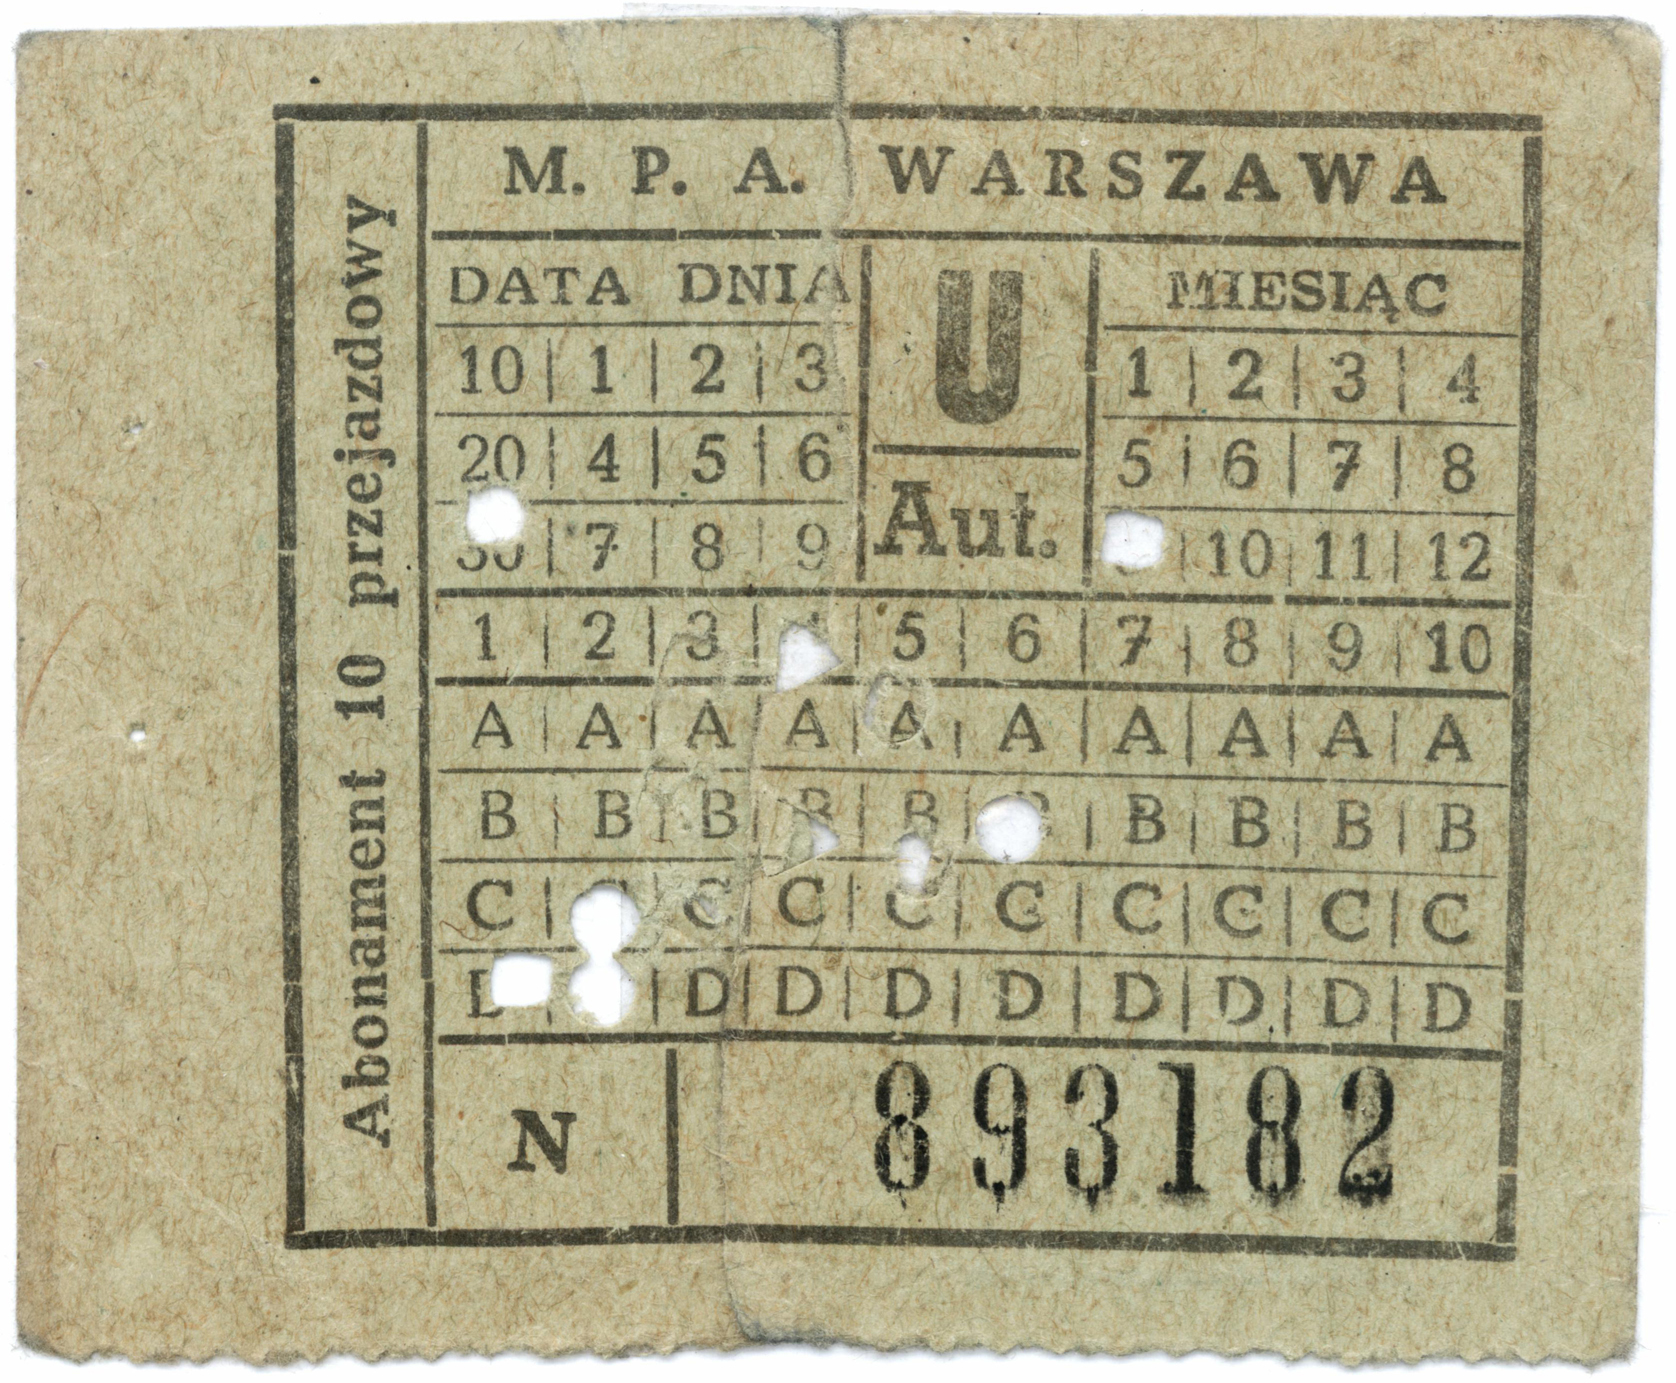 M. P. A. WARSZAWA
Abonament 10 przejazdowy
DATA DNIA
10 1 2 3
20 4 5 6
30 7 8 9
U
Aut.
MIESIĄC
1 2 3 4
5 6 7 8
10 11 12
1 2 3 4 5 6 7 8 9 10
A A A A A A A A A A
B B B B B B B B B B
C C C C C C C C C
D D D D D D D D D
N 893182